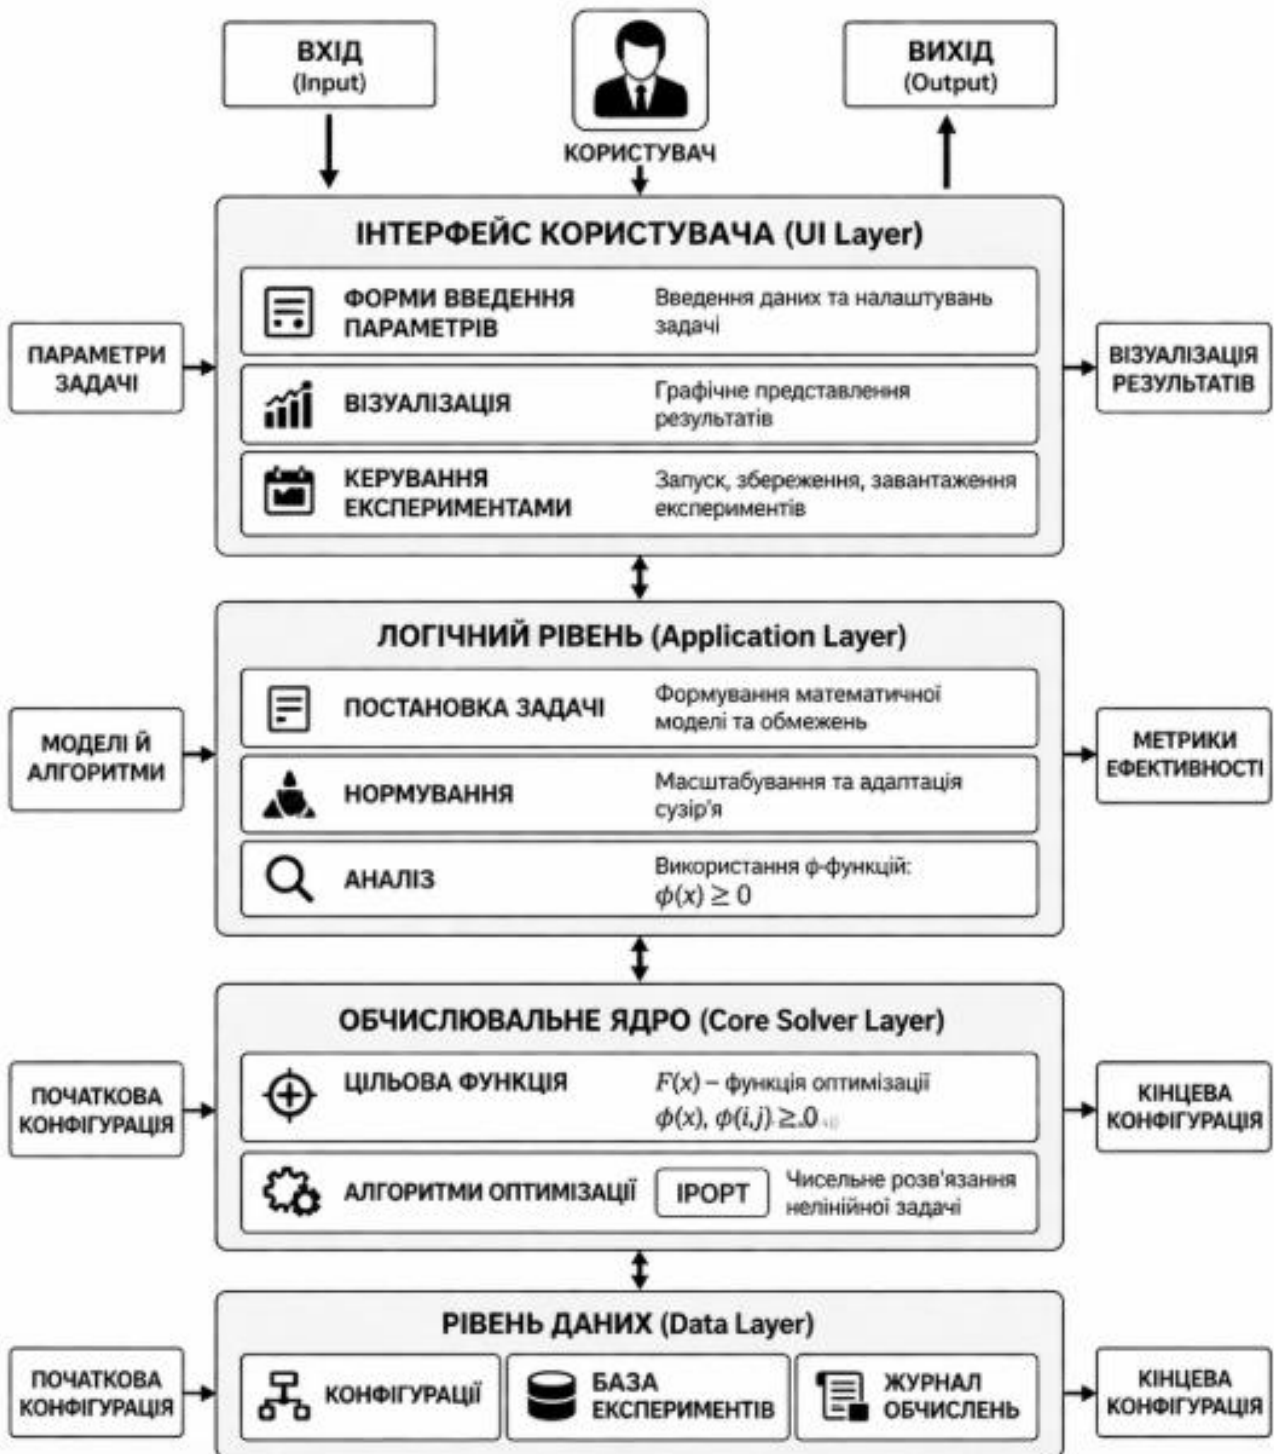 ВХІД
(Input)
КОРИСТУВАЧ
ВИХІД
(Output)
ІНТЕРФЕЙС КОРИСТУВАЧА (UI Layer)
ПАРАМЕТРИ
ЗАДАЧІ
ФОРМИ ВВЕДЕННЯ
ПАРАМЕТРІВ
Введення даних та налаштувань
задачі
ВІЗУАЛІЗАЦІЯ
Графічне представлення
результатів
КЕРУВАННЯ
ЕКСПЕРИМЕНТАМИ
Запуск, збереження, завантаження
експериментів
ВІЗУАЛІЗАЦІЯ
РЕЗУЛЬТАТІВ
ЛОГІЧНИЙ РІВЕНЬ (Application Layer)
МОДЕЛІ Й
АЛГОРИТМИ
ПОСТАНОВКА ЗАДАЧІ
Формування математичної
моделі та обмежень
НОРМУВАННЯ
Масштабування та адаптація
сузір'я
АНАЛІЗ
Використання ф-функцій:
ϕ(x) ≥ 0
МЕТРИКИ
ЕФЕКТИВНОСТІ
ОБЧИСЛЮВАЛЬНЕ ЯДРО (Core Solver Layer)
ПОЧАТКОВА
КОНФІГУРАЦІЯ
ЦІЛЬОВА ФУНКЦІЯ
F(x) – функція оптимізації
ϕ(x), ϕ(i,j) ≥ 0
АЛГОРИТМИ ОПТИМІЗАЦІЇ
IPOPT
Чисельне розв'язання
нелінійної задачі
КІНЦЕВА
КОНФІГУРАЦІЯ
РІВЕНЬ ДАНИХ (Data Layer)
ПОЧАТКОВА
КОНФІГУРАЦІЯ
КОНФІГУРАЦІЇ
БАЗА
ЕКСПЕРИМЕНТІВ
ЖУРНАЛ
ОБЧИСЛЕНЬ
КІНЦЕВА
КОНФІГУРАЦІЯ